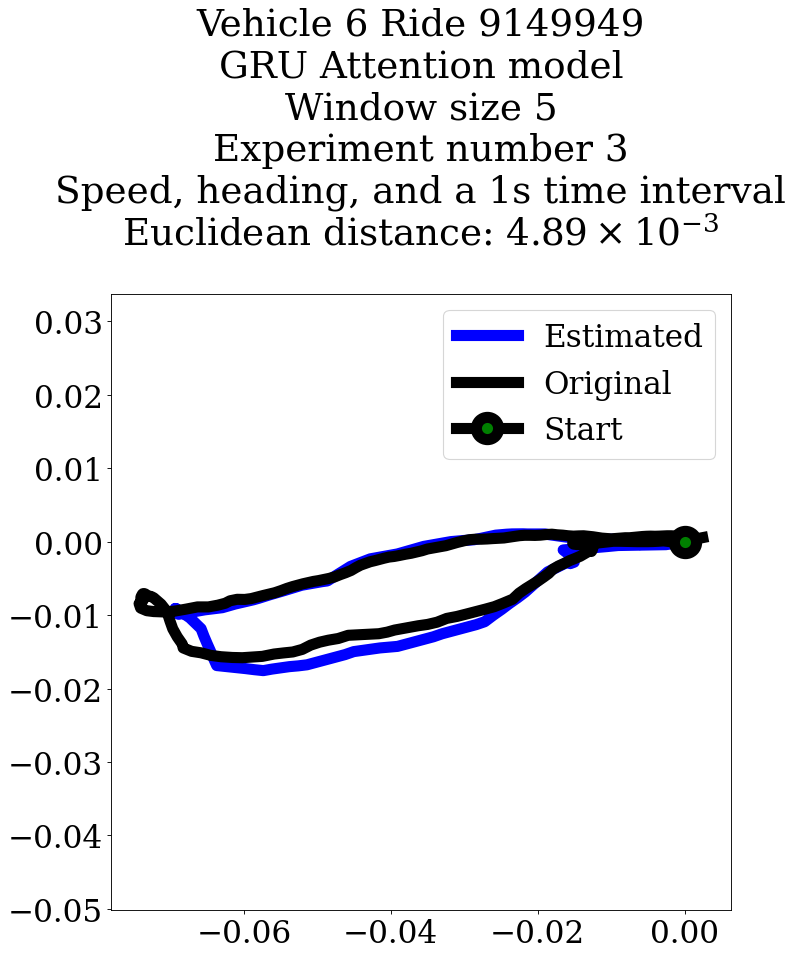 Vehicle 6 Ride 9149949
GRU Attention model
Window size 5
Experiment number 3
Speed, heading, and a 1s time interval
Euclidean distance: 4.89 × 10⁻³
Estimated
Original
Start
0.03
0.02
0.01
0.00
−0.01
−0.02
−0.03
−0.04
−0.05
−0.06 −0.04 −0.02 0.00